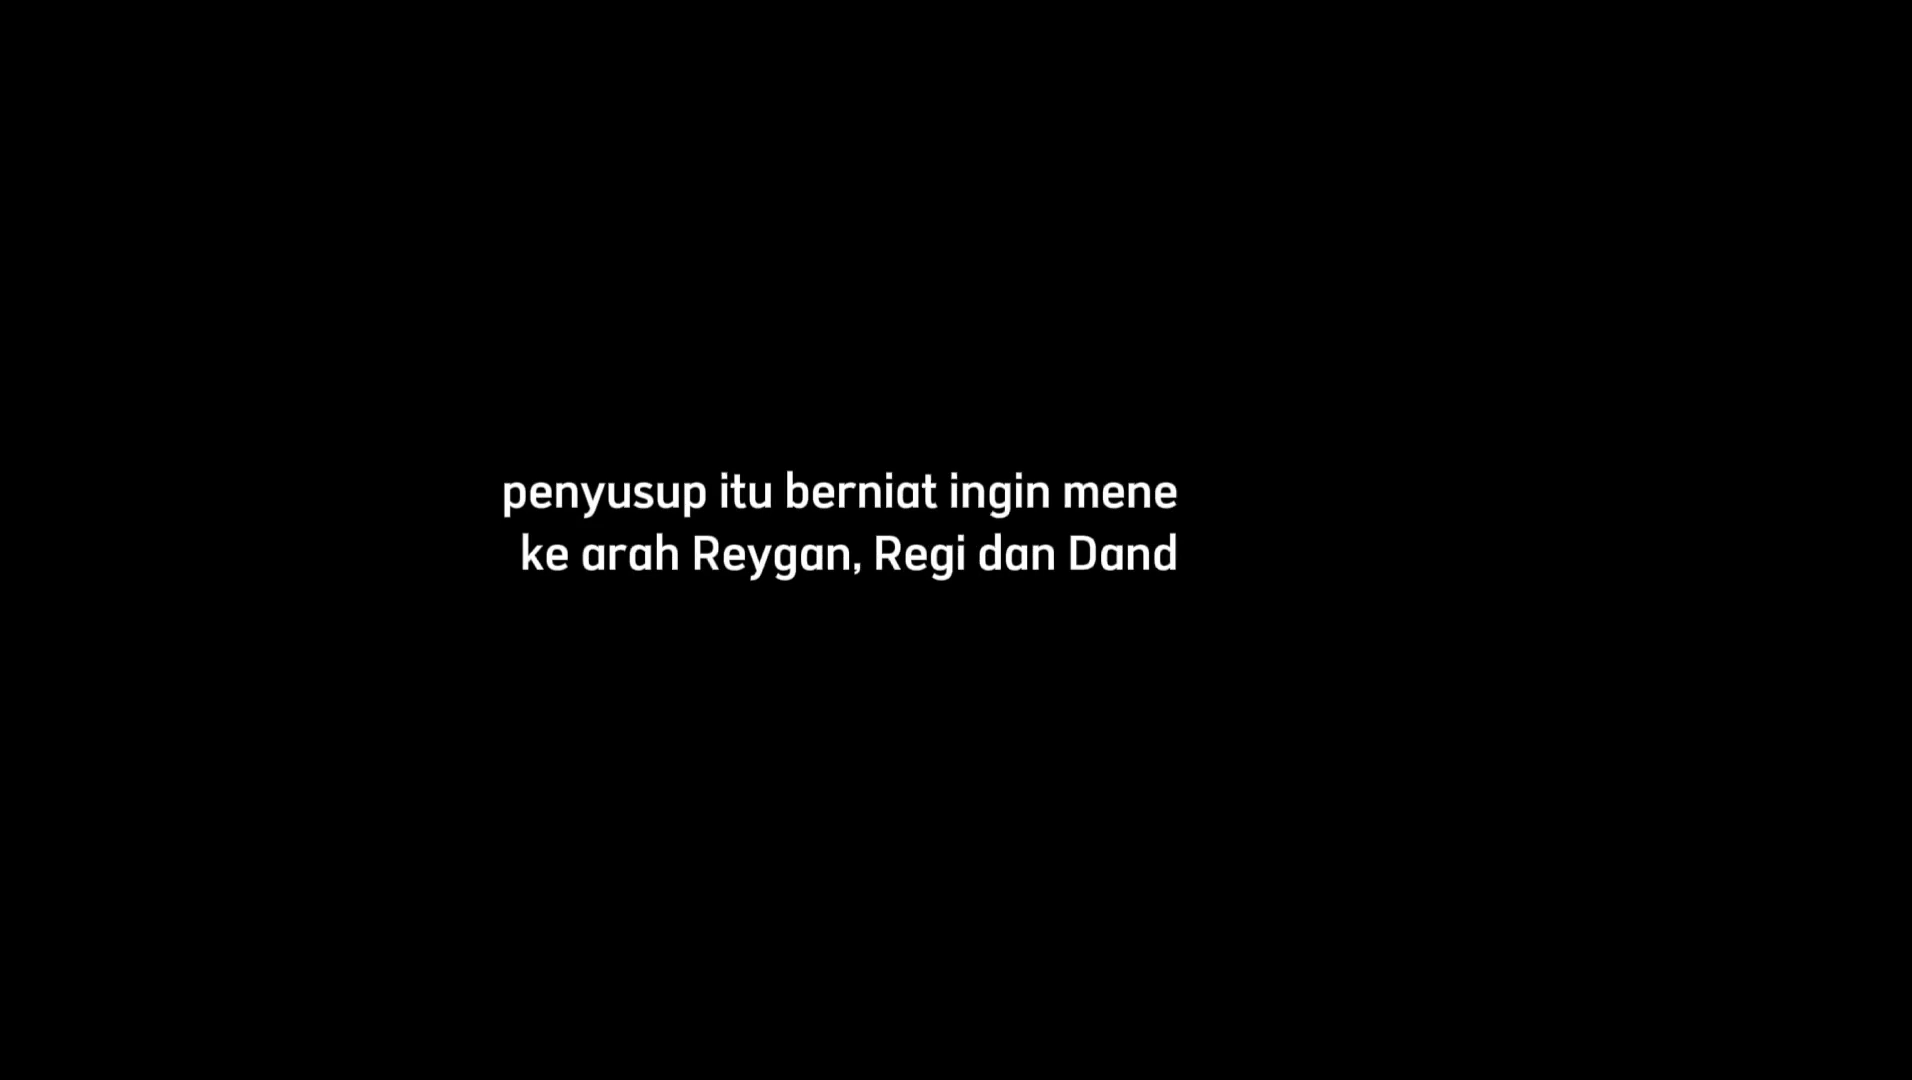 penyusup itu berniat ingin mene
ke arah Reygan, Regi dan Dand